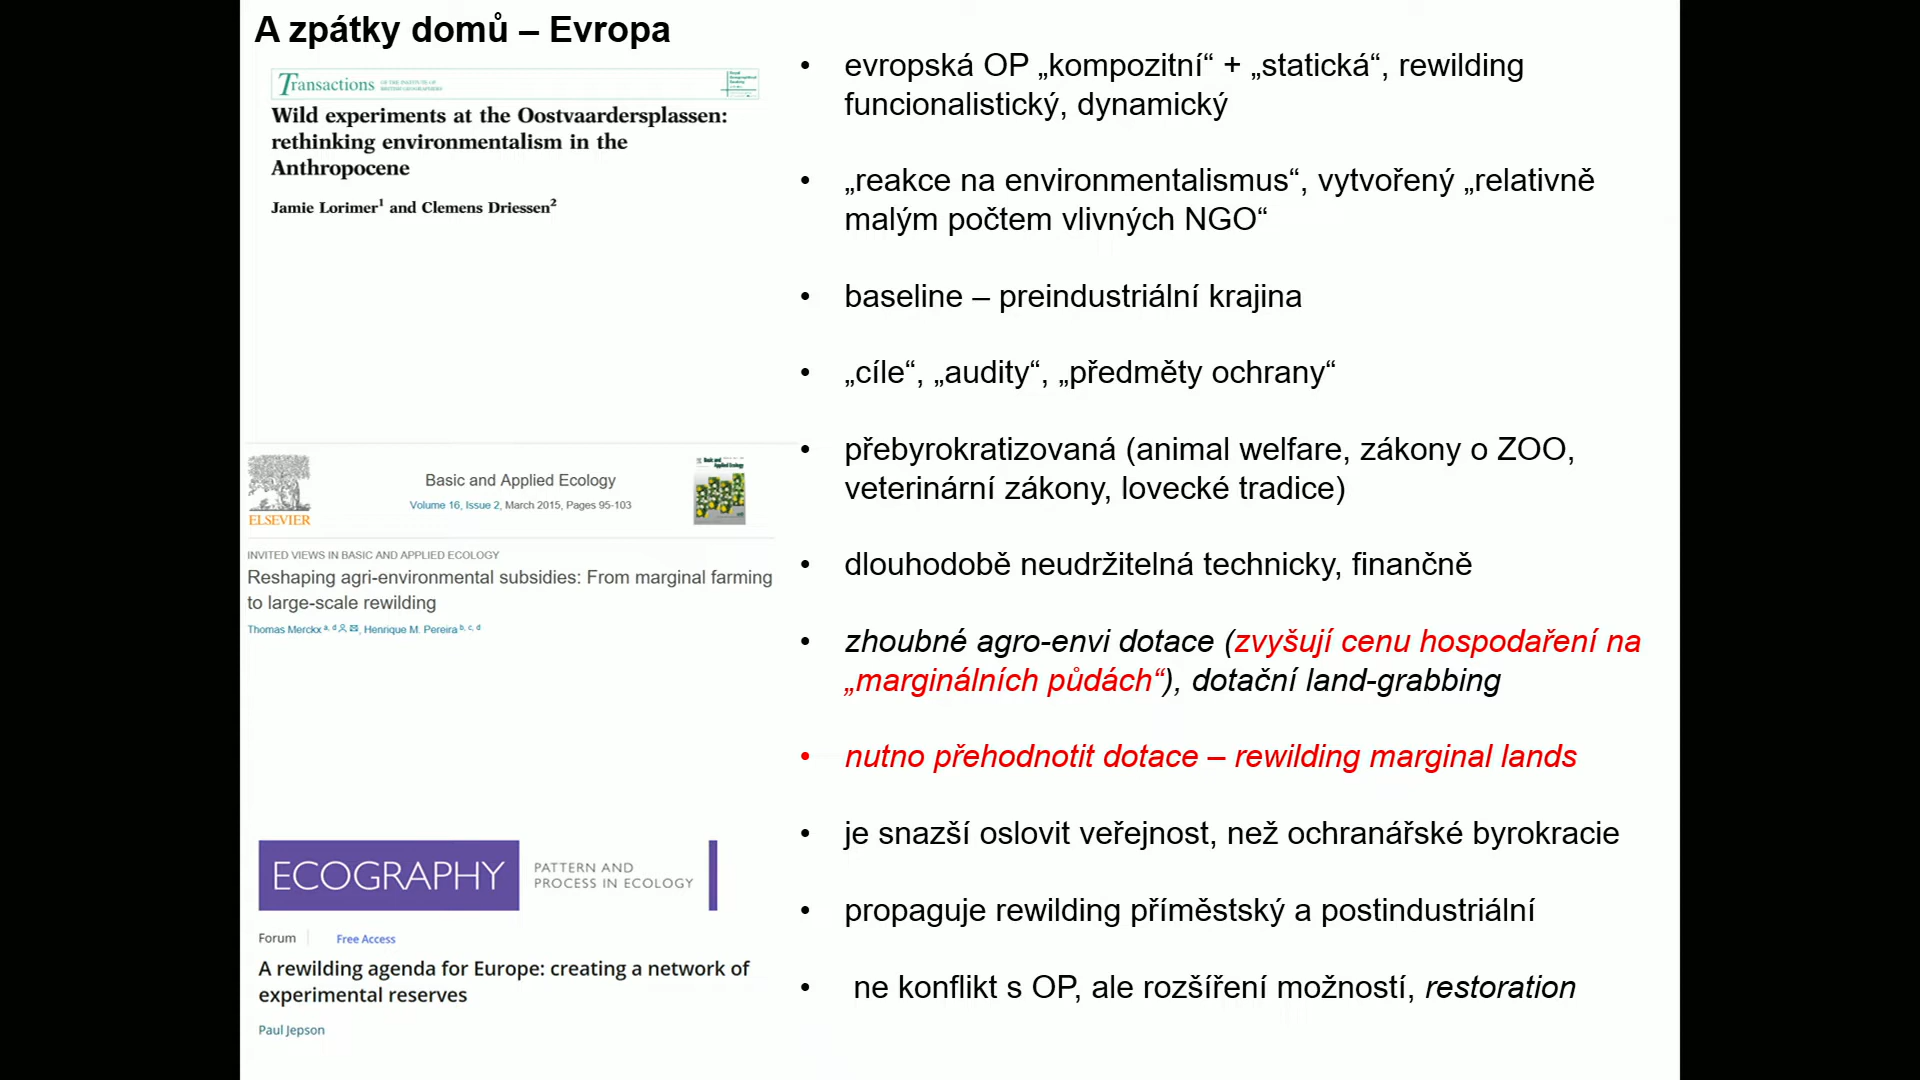 A zpátky domů – Evropa
Transactions
OF THE INSTITUTE OF
BRITISH GEOGRAPHERS
Wild experiments at the Oostvaardersplassen:
rethinking environmentalism in the
Anthropocene
Jamie Lorimer1 and Clemens Driessen2
ELSEVIER
Basic and Applied Ecology
Volume 16, Issue 2, March 2015, Pages 95-103
INVITED VIEWS IN BASIC AND APPLIED ECOLOGY
Reshaping agri-environmental subsidies: From marginal farming
to large-scale rewilding
Thomas Merckx a, d, Henrique M. Pereira b, c, d
ECOGRAPHY
PATTERN AND
PROCESS IN ECOLOGY
Forum
Free Access
A rewilding agenda for Europe: creating a network of
experimental reserves
Paul Jepson
• evropská OP „kompozitní“ + „statická“, rewilding
funcionalistický, dynamický
• „reakce na environmentalismus“, vytvořený „relativně
malým počtem vlivných NGO“
• baseline – preindustriální krajina
• „cíle“, „audity“, „předměty ochrany“
• přebyrokratizovaná (animal welfare, zákony o ZOO,
veterinární zákony, lovecké tradice)
• dlouhodobě neudržitelná technicky, finančně
• zhoubné agro-envi dotace (zvyšují cenu hospodaření na
„marginálních půdách“), dotační land-grabbing
• nutno přehodnotit dotace – rewilding marginal lands
• je snazší oslovit veřejnost, než ochranářské byrokracie
• propaguje rewilding příměstský a postindustriální
• ne konflikt s OP, ale rozšíření možností, restoration